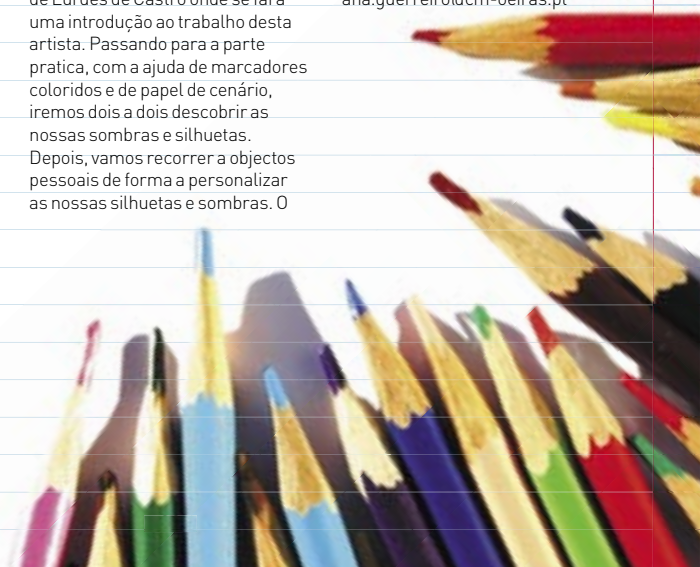 de Lurdes de Castro onde se fará
uma introdução ao trabalho desta
artista. Passando para a parte
pratica, com a ajuda de marcadores
coloridos e de papel de cenário,
iremos dois a dois descobrir as
nossas sombras e silhuetas.
Depois, vamos recorrer a objectos
pessoais de forma a personalizar
as nossas silhuetas e sombras. O